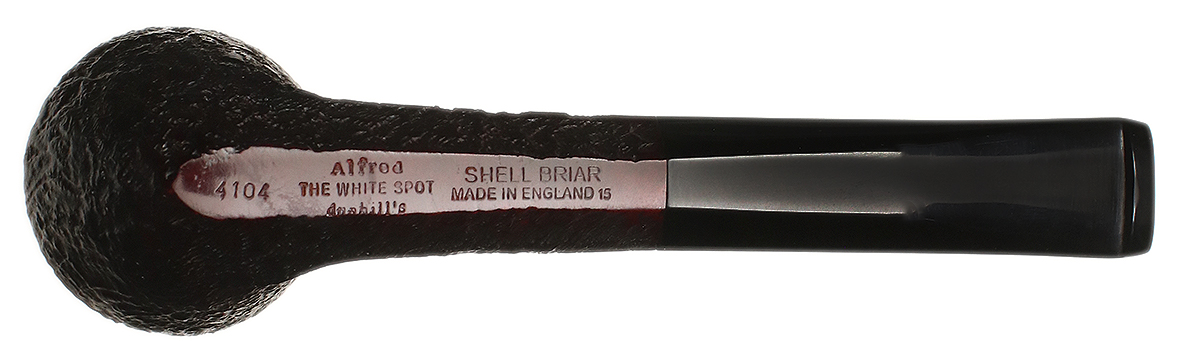 4104
Alfred
THE WHITE SPOT
dunhill's
SHELL BRIAR
MADE IN ENGLAND 15